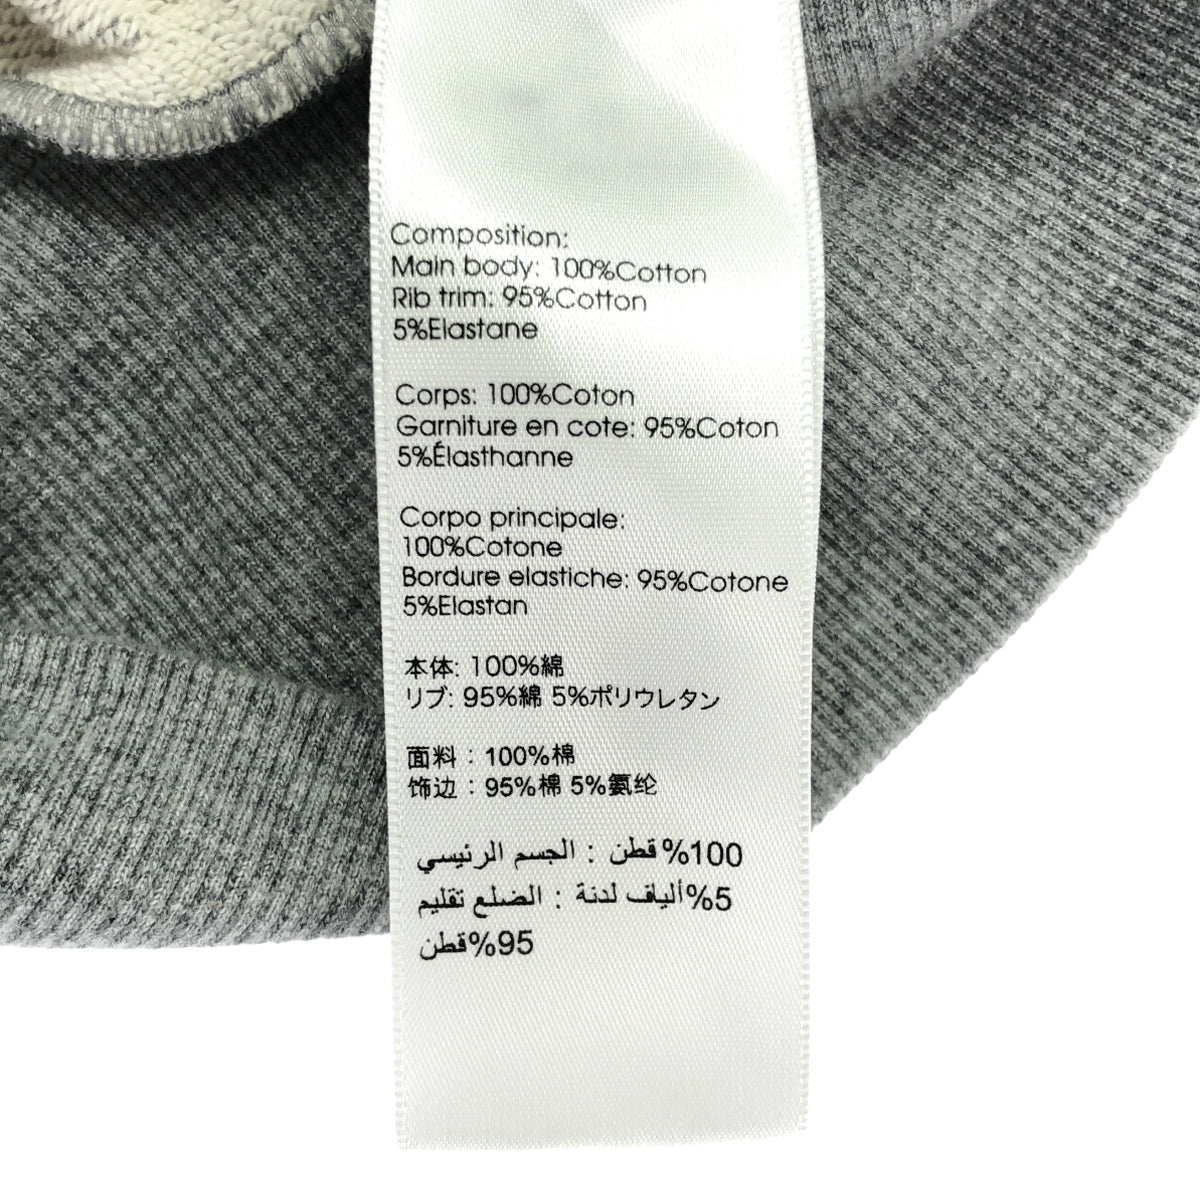 Composition:
Main body: 100%Cotton
Rib trim: 95%Cotton
5%Elastane
Corps: 100%Coton
Garniture en cote: 95%Coton
5%Élasthanne
Corpo principale:
100%Cotone
Bordure elastiche: 95%Cotone
5%Elastan
本体: 100%綿
リブ: 95%綿 5%ポリウレタン
面料：100%棉
饰边：95%棉 5%氨纶
100%قطن : الجسم الرئيسي
5%ألياف لدنة : الضلع تقليم
95%قطن